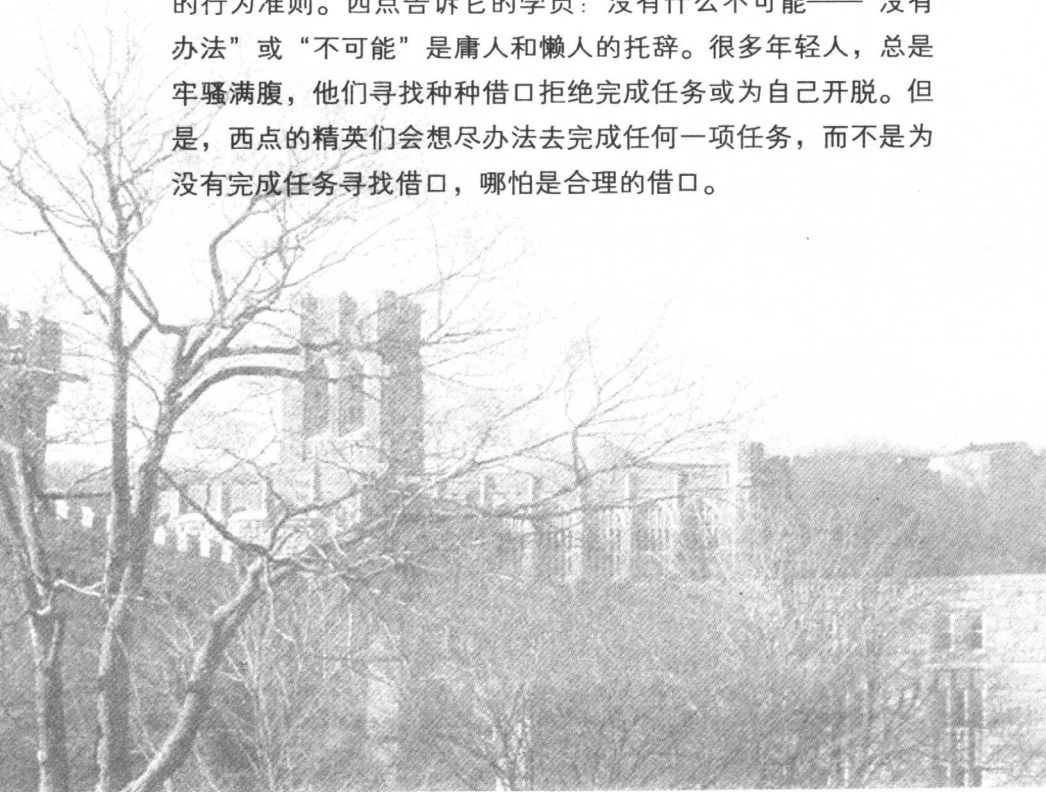 的行为准则。西点告诉它的学员：没有什么不可能——“没有
办法”或“不可能”是庸人和懒人的托辞。很多年轻人，总是
牢骚满腹，他们寻找种种借口拒绝完成任务或为自己开脱。但
是，西点的精英们会想尽办法去完成任何一项任务，而不是为
没有完成任务寻找借口，哪怕是合理的借口。